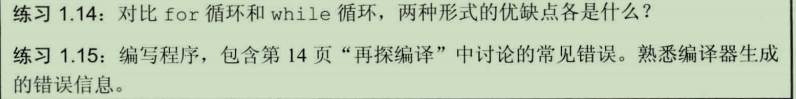 练习 1.14：对比 for 循环和 while 循环，两种形式的优缺点各是什么？
练习 1.15：编写程序，包含第 14 页“再探编译”中讨论的常见错误。熟悉编译器生成
的错误信息。